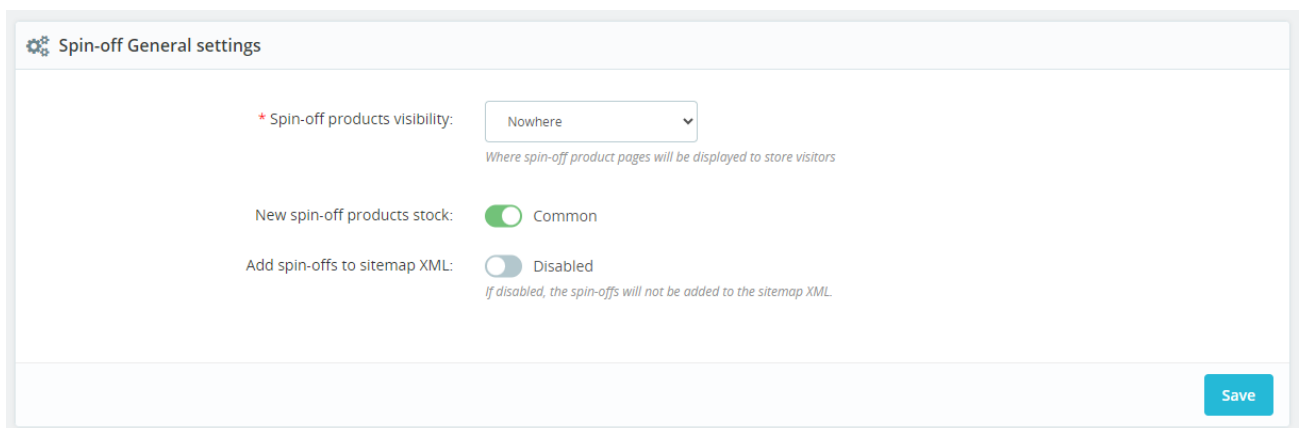 Spin-off General settings
* Spin-off products visibility:
Nowhere
Where spin-off product pages will be displayed to store visitors
New spin-off products stock:
Common
Add spin-offs to sitemap XML:
Disabled
If disabled, the spin-offs will not be added to the sitemap XML.
Save